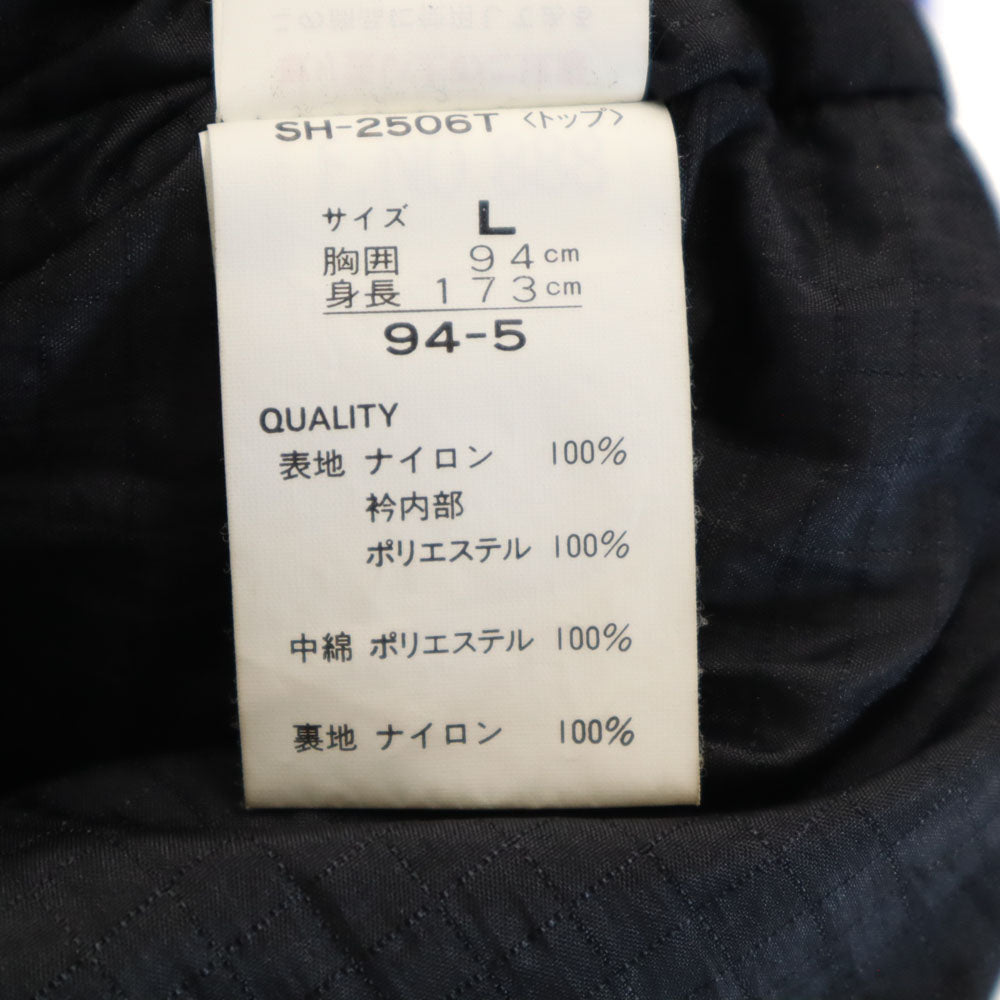 SH-2506T〈トップ〉
サイズ L
胸囲 94cm
身長 173cm
94-5
QUALITY
表地 ナイロン 100%
衿内部
ポリエステル 100%
中綿 ポリエステル 100%
裏地 ナイロン 100%